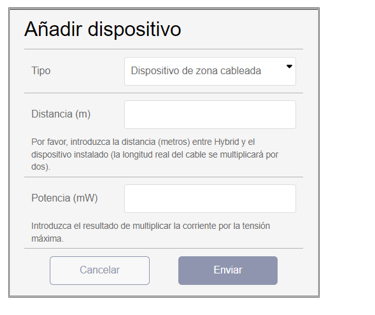 Añadir dispositivo
Tipo
Dispositivo de zona cableada
Distancia (m)
Por favor, introduzca la distancia (metros) entre Hybrid y el
dispositivo instalado (la longitud real del cable se multiplicará por
dos).
Potencia (mW)
Introduzca el resultado de multiplicar la corriente por la tensión
máxima.
Cancelar
Enviar